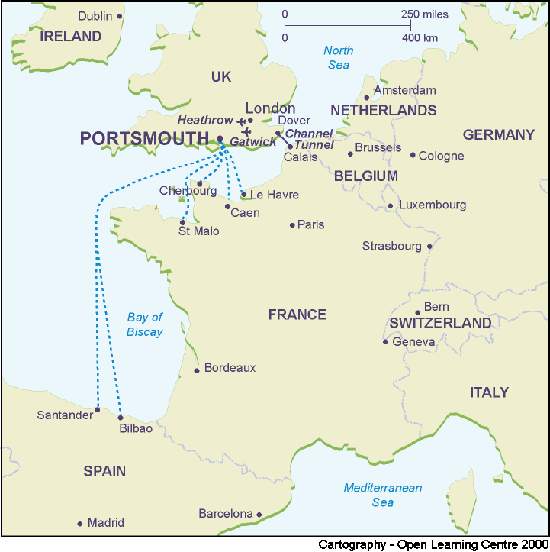 Dublin
IRELAND
0 250 miles
0 400 km
North
Sea
UK
Amsterdam
Heathrow
London
NETHERLANDS
Dover
PORTSMOUTH
Gatwick
Channel
Tunnel
GERMANY
Calais
Brussels
Cologne
BELGIUM
Cherbourg
Le Havre
Caen
Luxembourg
St Malo
Paris
Strasbourg
Bay of
Biscay
FRANCE
Bern
SWITZERLAND
Geneva
Bordeaux
ITALY
Santander
Bilbao
SPAIN
Mediterranean
Sea
Barcelona
Madrid
Cartography - Open Learning Centre 2000